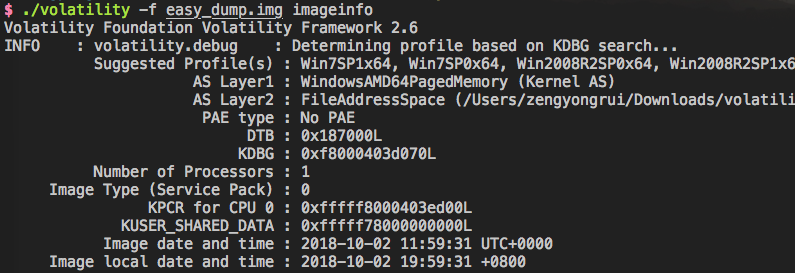 $ ./volatility -f easy_dump.img imageinfo
Volatility Foundation Volatility Framework 2.6
INFO    : volatility.debug    : Determining profile based on KDBG search...
Suggested Profile(s) : Win7SP1x64, Win7SP0x64, Win2008R2SP0x64, Win2008R2SP1x6
AS Layer1 : WindowsAMD64PagedMemory (Kernel AS)
AS Layer2 : FileAddressSpace (/Users/zengyongrui/Downloads/volatili
PAE type : No PAE
DTB : 0x187000L
KDBG : 0xf8000403d070L
Number of Processors : 1
Image Type (Service Pack) : 0
KPCR for CPU 0 : 0xfffff8000403ed00L
KUSER_SHARED_DATA : 0xfffff78000000000L
Image date and time : 2018-10-02 11:59:31 UTC+0000
Image local date and time : 2018-10-02 19:59:31 +0800